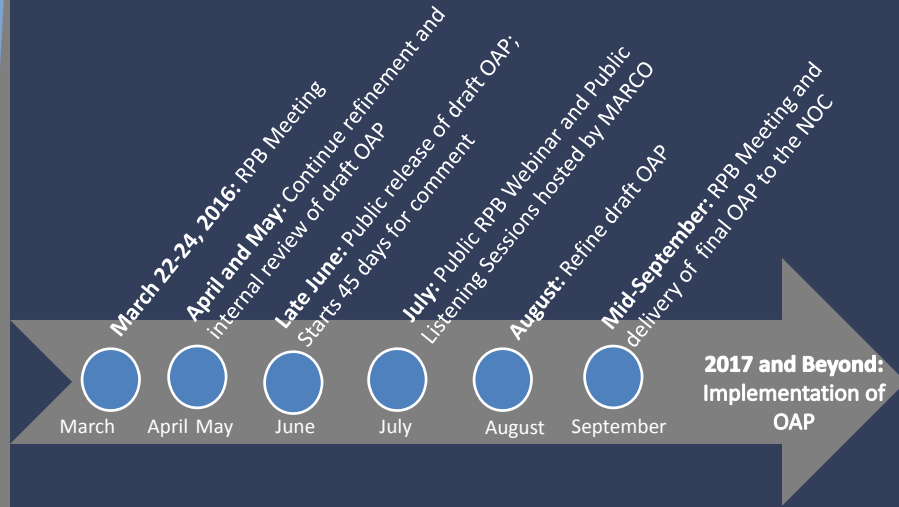 March 22-24, 2016: RPB Meeting
April and May: Continue refinement and
internal review of draft OAP
Late June: Public release of draft OAP;
Starts 45 days for comment
July: Public RPB Webinar and Public
Listening Sessions hosted by MARCO
August: Refine draft OAP
Mid-September: RPB Meeting and
delivery of final OAP to the NOC
March
April May
June
July
August
September
2017 and Beyond:
Implementation of
OAP